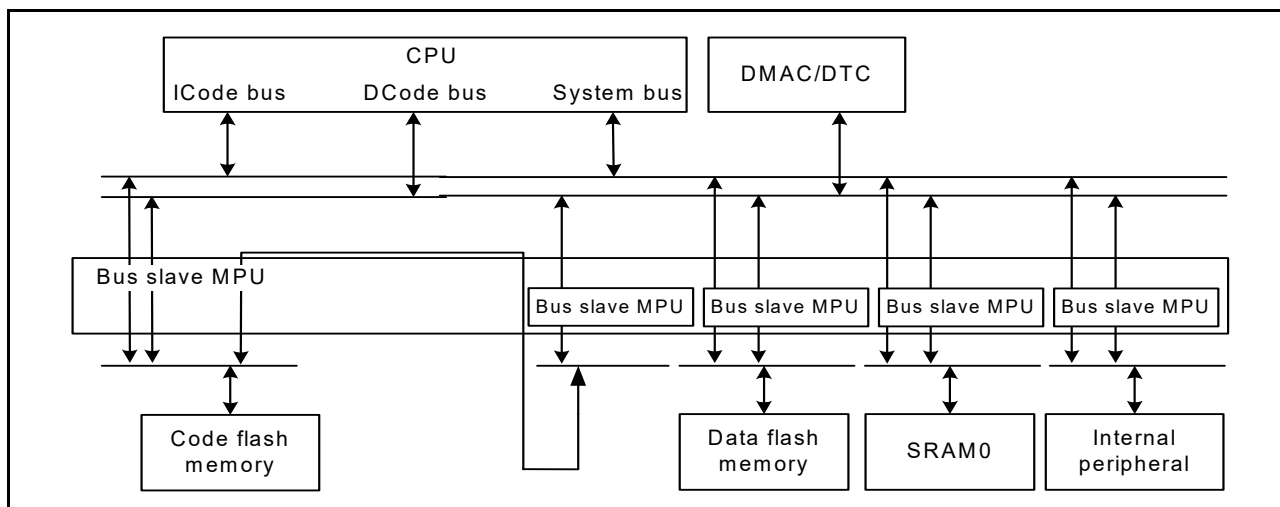 CPU
ICode bus DCode bus System bus
DMAC/DTC
Bus slave MPU
Bus slave MPU
Bus slave MPU
Bus slave MPU
Bus slave MPU
Code flash
memory
Data flash
memory
SRAM0
Internal
peripheral